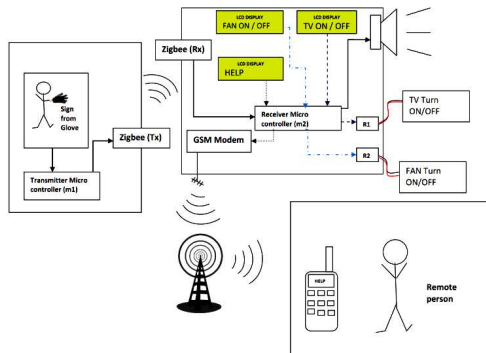 Sign
from
Glove
Transmitter Micro
controller (m1)
Zigbee (Tx)
Zigbee (Rx)
LCD DISPLAY
FAN ON / OFF
LCD DISPLAY
TV ON / OFF
LCD DISPLAY
HELP
Receiver Micro
controller (m2)
GSM Modem
R1
R2
TV Turn
ON/OFF
FAN Turn
ON/OFF
HELP
Remote
person